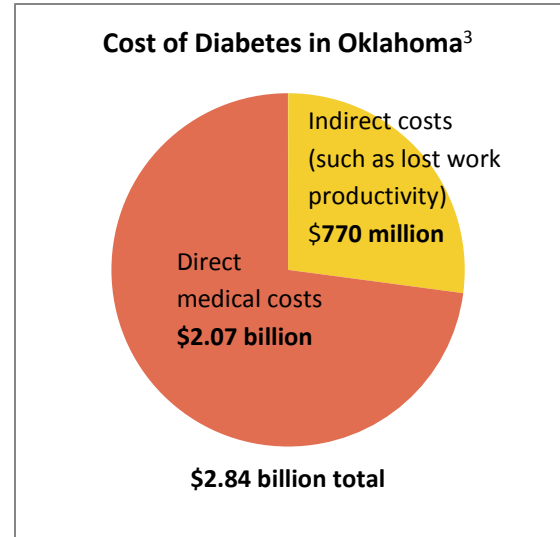 Cost of Diabetes in Oklahoma³
Indirect costs
(such as lost work
productivity)
$770 million
Direct
medical costs
$2.07 billion
$2.84 billion total